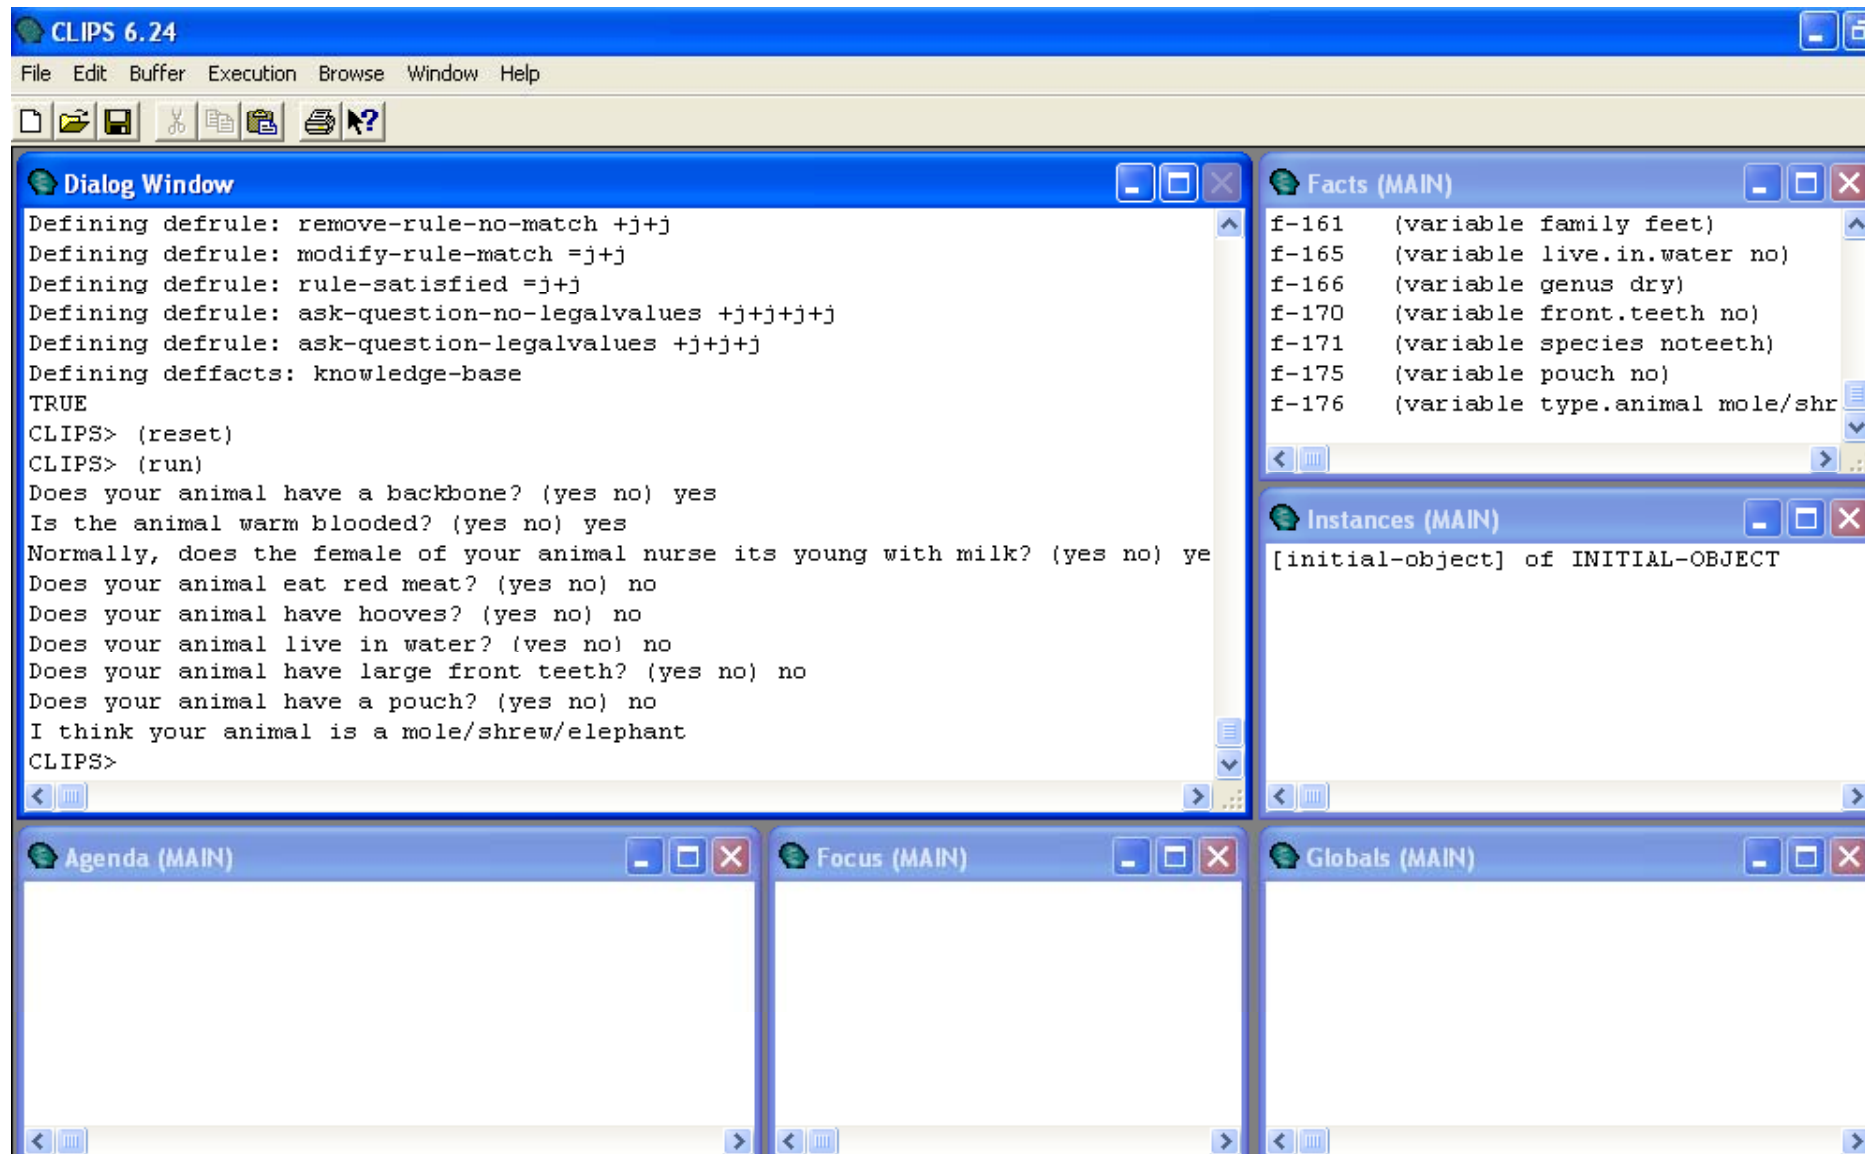 CLIPS 6.24
File Edit Buffer Execution Browse Window Help
Dialog Window
Defining defrule: remove-rule-no-match +j+j
Defining defrule: modify-rule-match =j+j
Defining defrule: rule-satisfied =j+j
Defining defrule: ask-question-no-legalvalues +j+j+j+j
Defining defrule: ask-question-legalvalues +j+j+j
Defining deffacts: knowledge-base
TRUE
CLIPS> (reset)
CLIPS> (run)
Does your animal have a backbone? (yes no) yes
Is the animal warm blooded? (yes no) yes
Normally, does the female of your animal nurse its young with milk? (yes no) ye
Does your animal eat red meat? (yes no) no
Does your animal have hooves? (yes no) no
Does your animal live in water? (yes no) no
Does your animal have large front teeth? (yes no) no
Does your animal have a pouch? (yes no) no
I think your animal is a mole/shrew/elephant
CLIPS>
Facts (MAIN)
f-161 (variable family feet)
f-165 (variable live.in.water no)
f-166 (variable genus dry)
f-170 (variable front.teeth no)
f-171 (variable species noteeth)
f-175 (variable pouch no)
f-176 (variable type.animal mole/shr
Instances (MAIN)
[initial-object] of INITIAL-OBJECT
Agenda (MAIN)
Focus (MAIN)
Globals (MAIN)